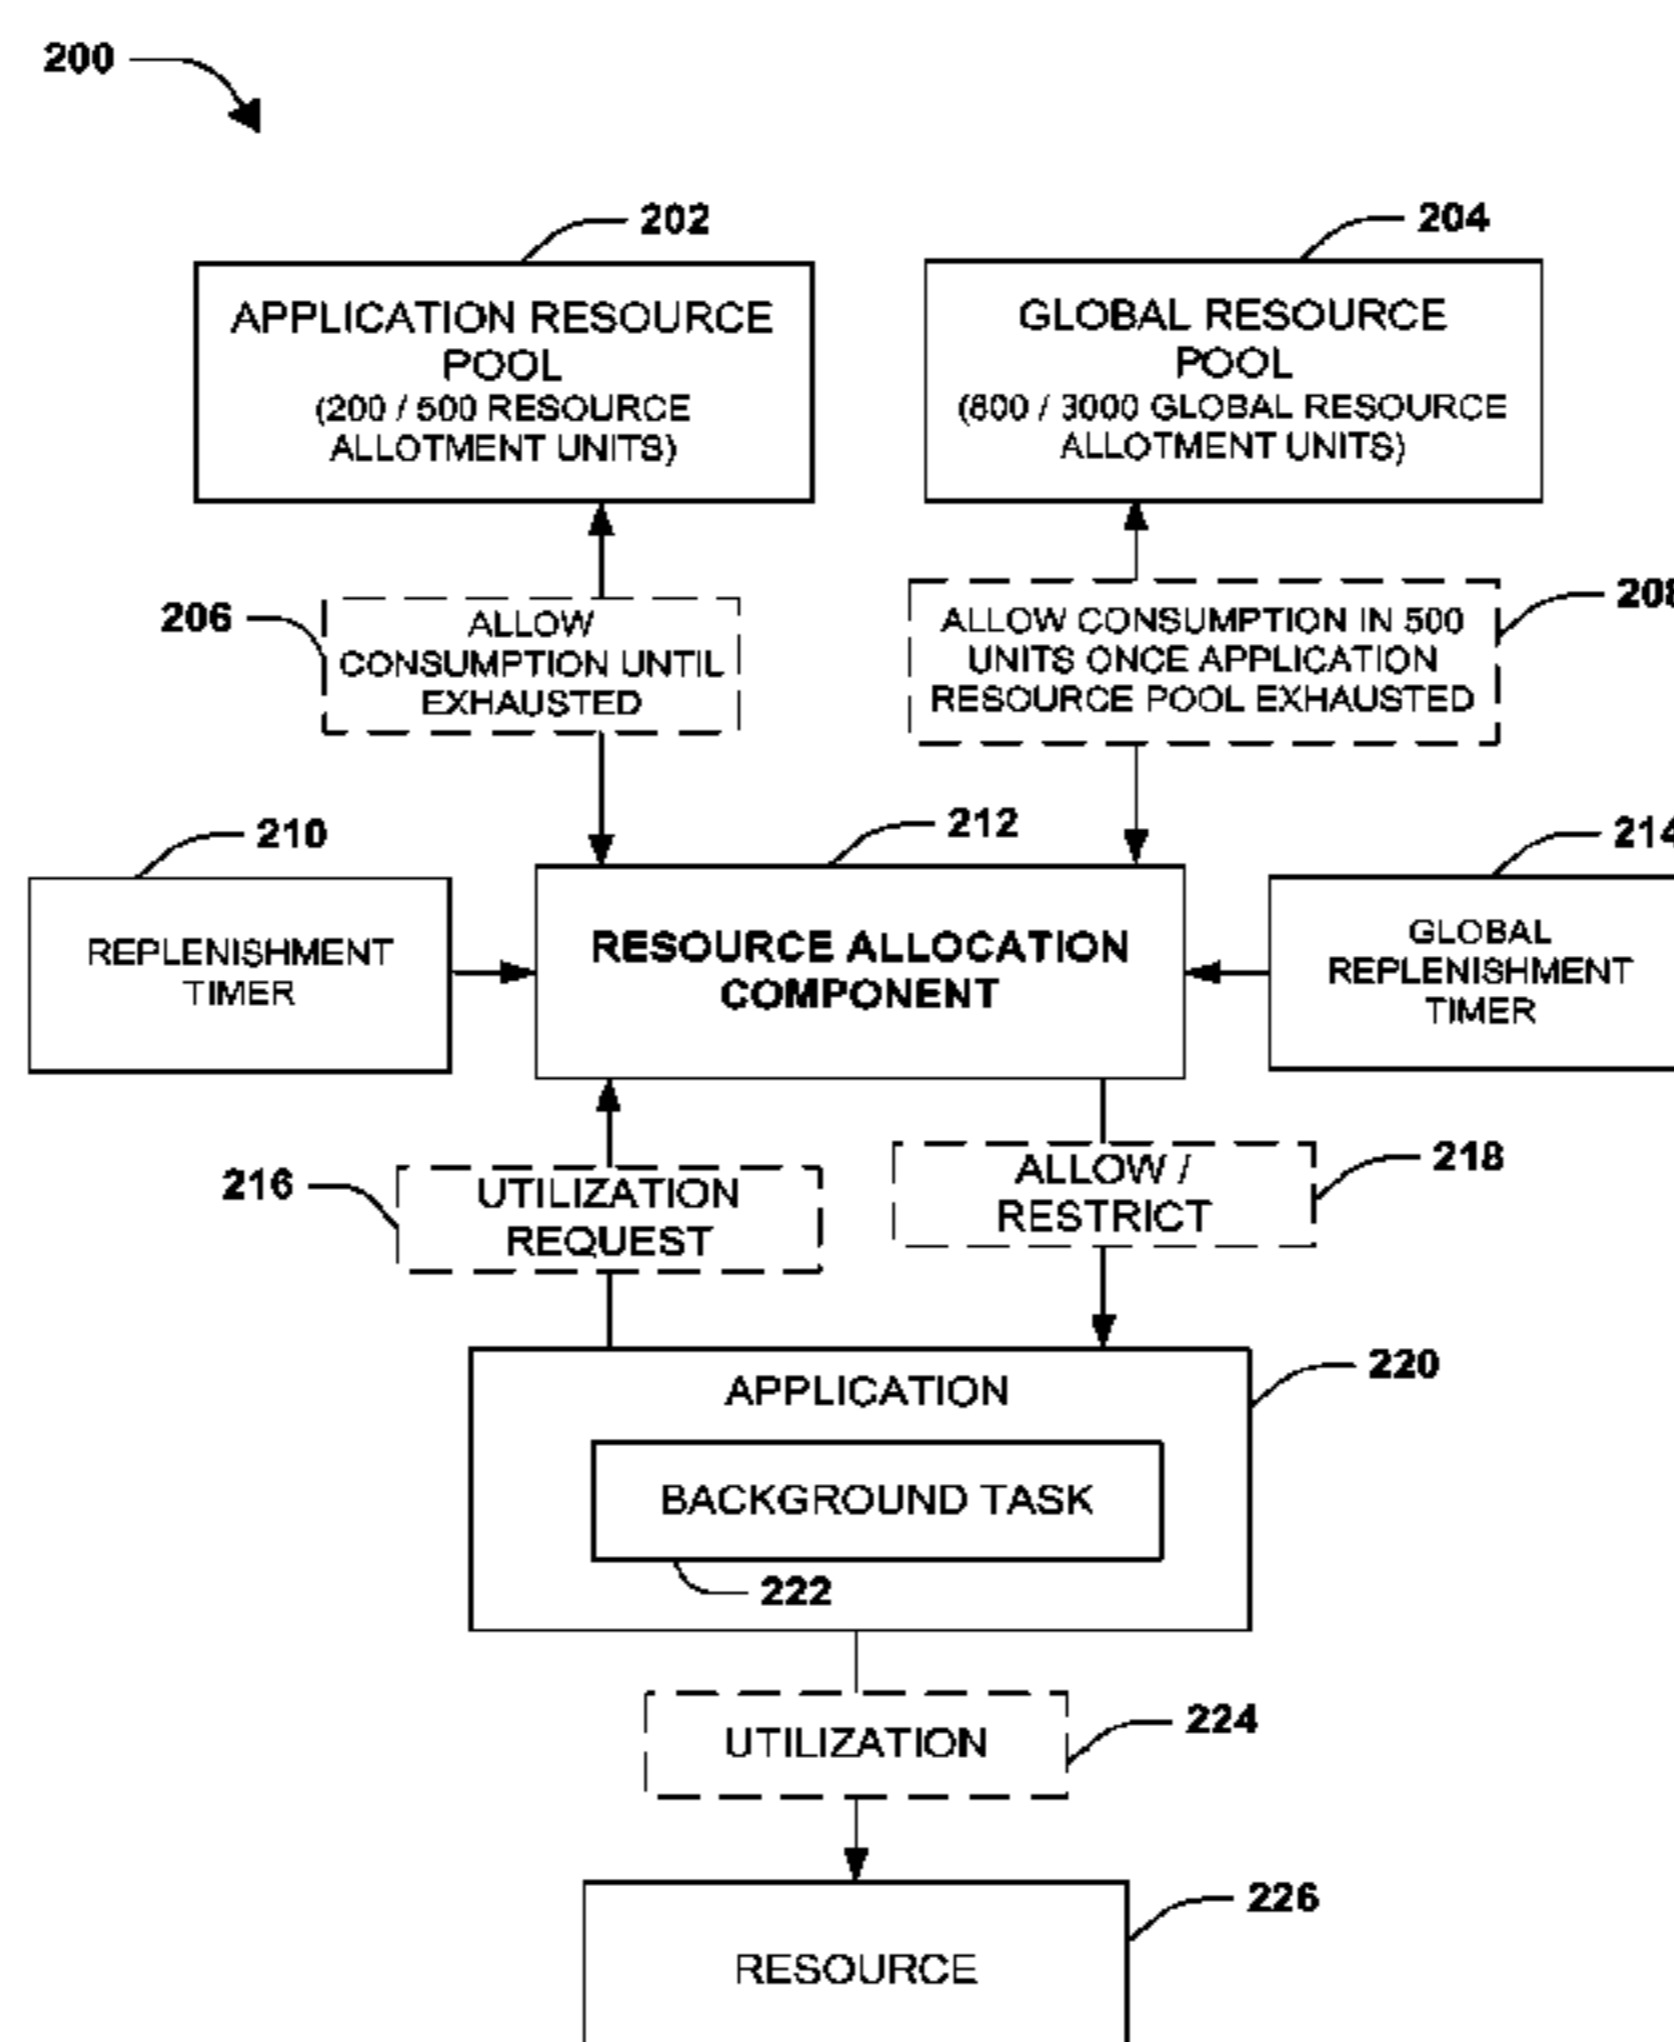 200
202
204
APPLICATION RESOURCE
POOL
(200 / 500 RESOURCE
ALLOTMENT UNITS)
GLOBAL RESOURCE
POOL
(800 / 3000 GLOBAL RESOURCE
ALLOTMENT UNITS)
206
ALLOW
CONSUMPTION UNTIL
EXHAUSTED
208
ALLOW CONSUMPTION IN 500
UNITS ONCE APPLICATION
RESOURCE POOL EXHAUSTED
210
212
214
REPLENISHMENT
TIMER
RESOURCE ALLOCATION
COMPONENT
GLOBAL
REPLENISHMENT
TIMER
216
UTILIZATION
REQUEST
218
ALLOW /
RESTRICT
220
APPLICATION
BACKGROUND TASK
222
224
UTILIZATION
226
RESOURCE